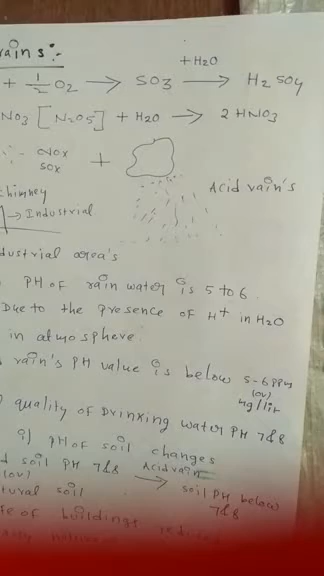 rains :-
+ 1/2 O2 → SO3 +H2O → H2SO4
NO3 [N2O5] + H2O → 2 HNO3
NOx
SOx +
chimney Acid rain's
→ Industrial
dustrial area's
PH of rain water is 5 to 6
Due to the presence of H+ in H2O
in atmosphere.
rain's PH value is below 5-6 PPM
(or)
mg/lit
quality of Drinking water PH 7&8
i) PH of soil changes
soil PH 7&8 Acid rain → soil PH below
7&8
(or)
tural soil
of buildings